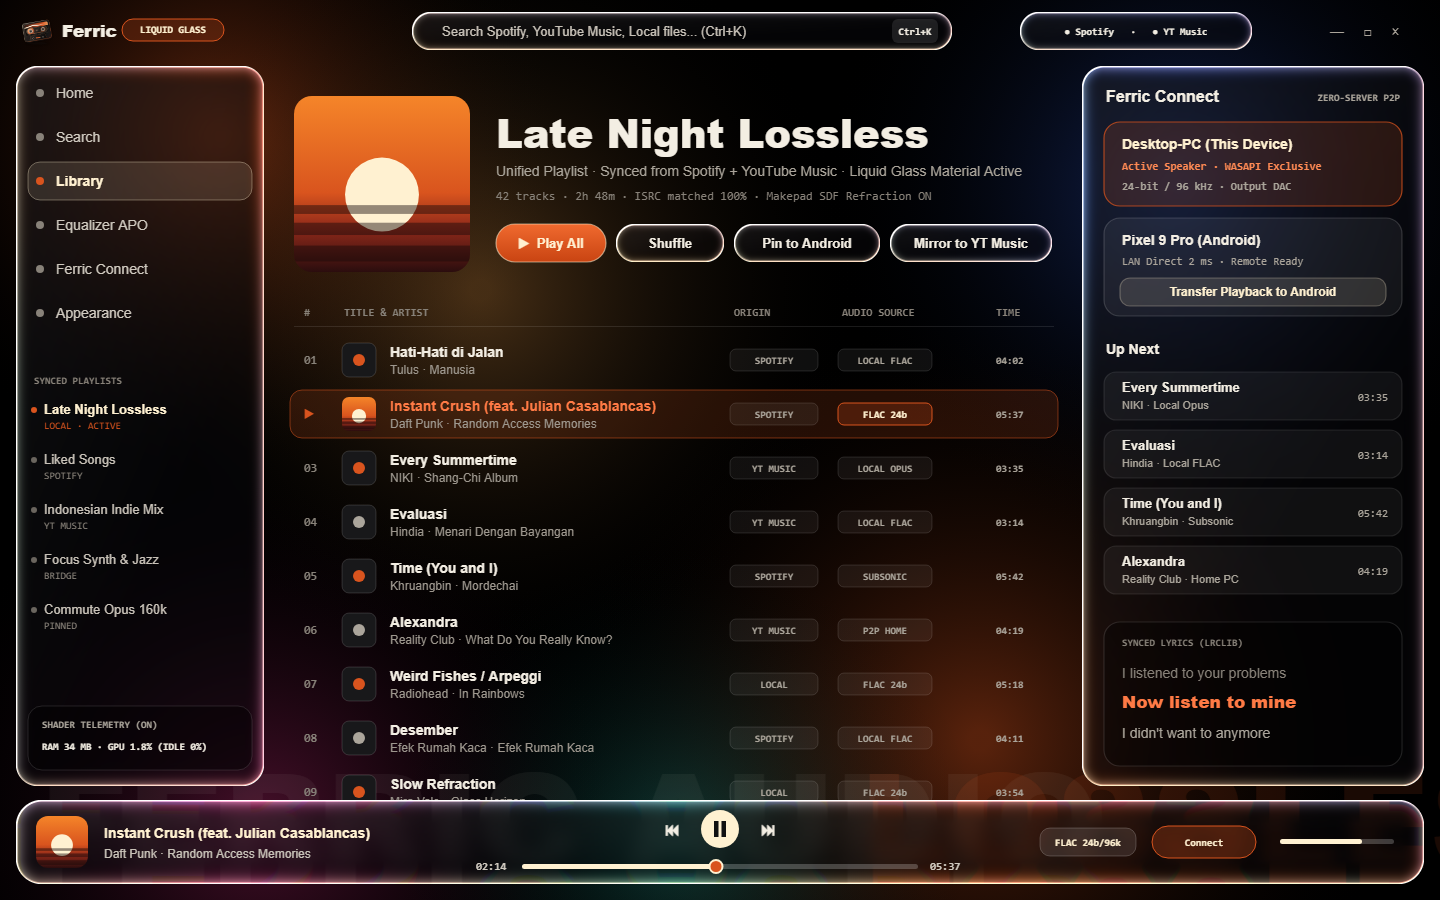 Ferric
LIQUID GLASS
Search Spotify, YouTube Music, Local files... (Ctrl+K)
Ctrl+K
● Spotify · ● YT Music
Home
Search
Library
Equalizer APO
Ferric Connect
Appearance
SYNCED PLAYLISTS
Late Night Lossless
LOCAL · ACTIVE
Liked Songs
SPOTIFY
Indonesian Indie Mix
YT MUSIC
Focus Synth & Jazz
BRIDGE
Commute Opus 160k
PINNED
SHADER TELEMETRY (ON)
RAM 34 MB · GPU 1.8% (IDLE 0%)
Late Night Lossless
Unified Playlist · Synced from Spotify + YouTube Music · Liquid Glass Material Active
42 tracks · 2h 48m · ISRC matched 100% · Makepad SDF Refraction ON
Play All
Shuffle
Pin to Android
Mirror to YT Music
# TITLE & ARTIST ORIGIN AUDIO SOURCE TIME
01 Hati-Hati di Jalan SPOTIFY LOCAL FLAC 04:02
Tulus · Manusia
Instant Crush (feat. Julian Casablancas) SPOTIFY FLAC 24b 05:37
Daft Punk · Random Access Memories
03 Every Summertime YT MUSIC LOCAL OPUS 03:35
NIKI · Shang-Chi Album
04 Evaluasi YT MUSIC LOCAL FLAC 03:14
Hindia · Menari Dengan Bayangan
05 Time (You and I) SPOTIFY SUBSONIC 05:42
Khruangbin · Mordechai
06 Alexandra YT MUSIC P2P HOME 04:19
Reality Club · What Do You Really Know?
07 Weird Fishes / Arpeggi LOCAL FLAC 24b 05:18
Radiohead · In Rainbows
08 Desember SPOTIFY LOCAL FLAC 04:11
Efek Rumah Kaca · Efek Rumah Kaca
09 Slow Refraction LOCAL FLAC 24b 03:54
Ferric Connect
ZERO-SERVER P2P
Desktop-PC (This Device)
Active Speaker · WASAPI Exclusive
24-bit / 96 kHz · Output DAC
Pixel 9 Pro (Android)
LAN Direct 2 ms · Remote Ready
Transfer Playback to Android
Up Next
Every Summertime
NIKI · Local Opus
03:35
Evaluasi
Hindia · Local FLAC
03:14
Time (You and I)
Khruangbin · Subsonic
05:42
Alexandra
Reality Club · Home PC
04:19
SYNCED LYRICS (LRCLIB)
I listened to your problems
Now listen to mine
I didn't want to anymore
Instant Crush (feat. Julian Casablancas)
Daft Punk · Random Access Memories
02:14
05:37
FLAC 24b/96k
Connect